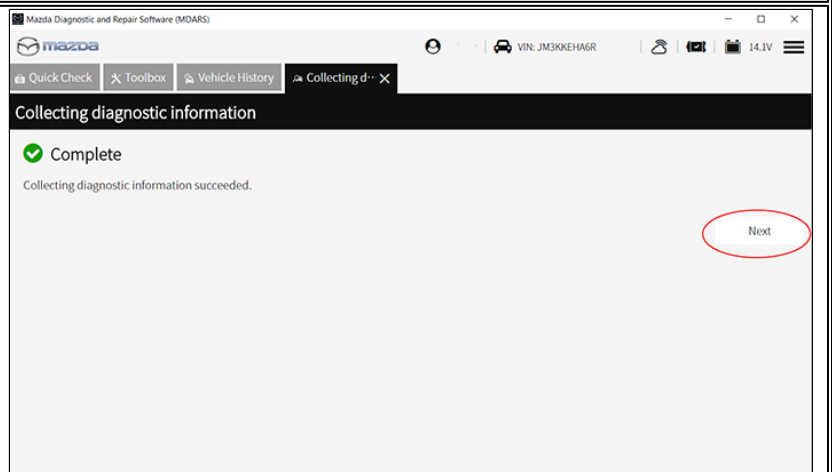 Mazda Diagnostic and Repair Software (MDARS)
mazda VIN: JM3KKEHA6R 14.1V
Quick Check Toolbox Vehicle History Collecting d···
Collecting diagnostic information
Complete
Collecting diagnostic information succeeded.
Next